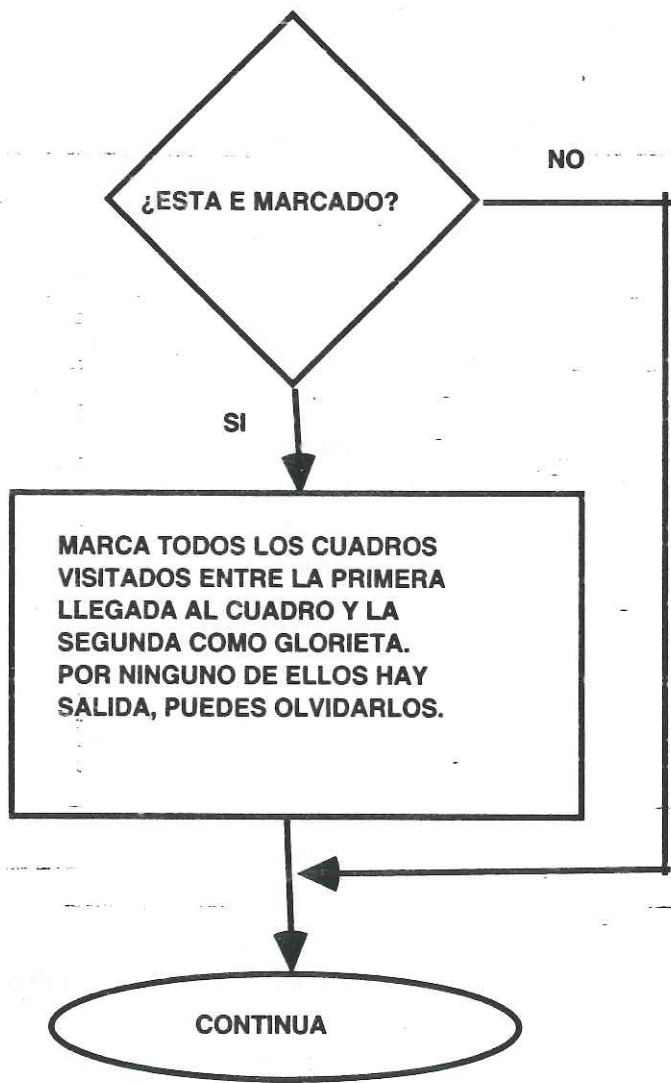 NO
¿ESTA E MARCADO?
SI
MARCA TODOS LOS CUADROS
VISITADOS ENTRE LA PRIMERA
LLEGADA AL CUADRO Y LA
SEGUNDA COMO GLORIETA.
POR NINGUNO DE ELLOS HAY
SALIDA, PUEDES OLVIDARLOS.
CONTINUA